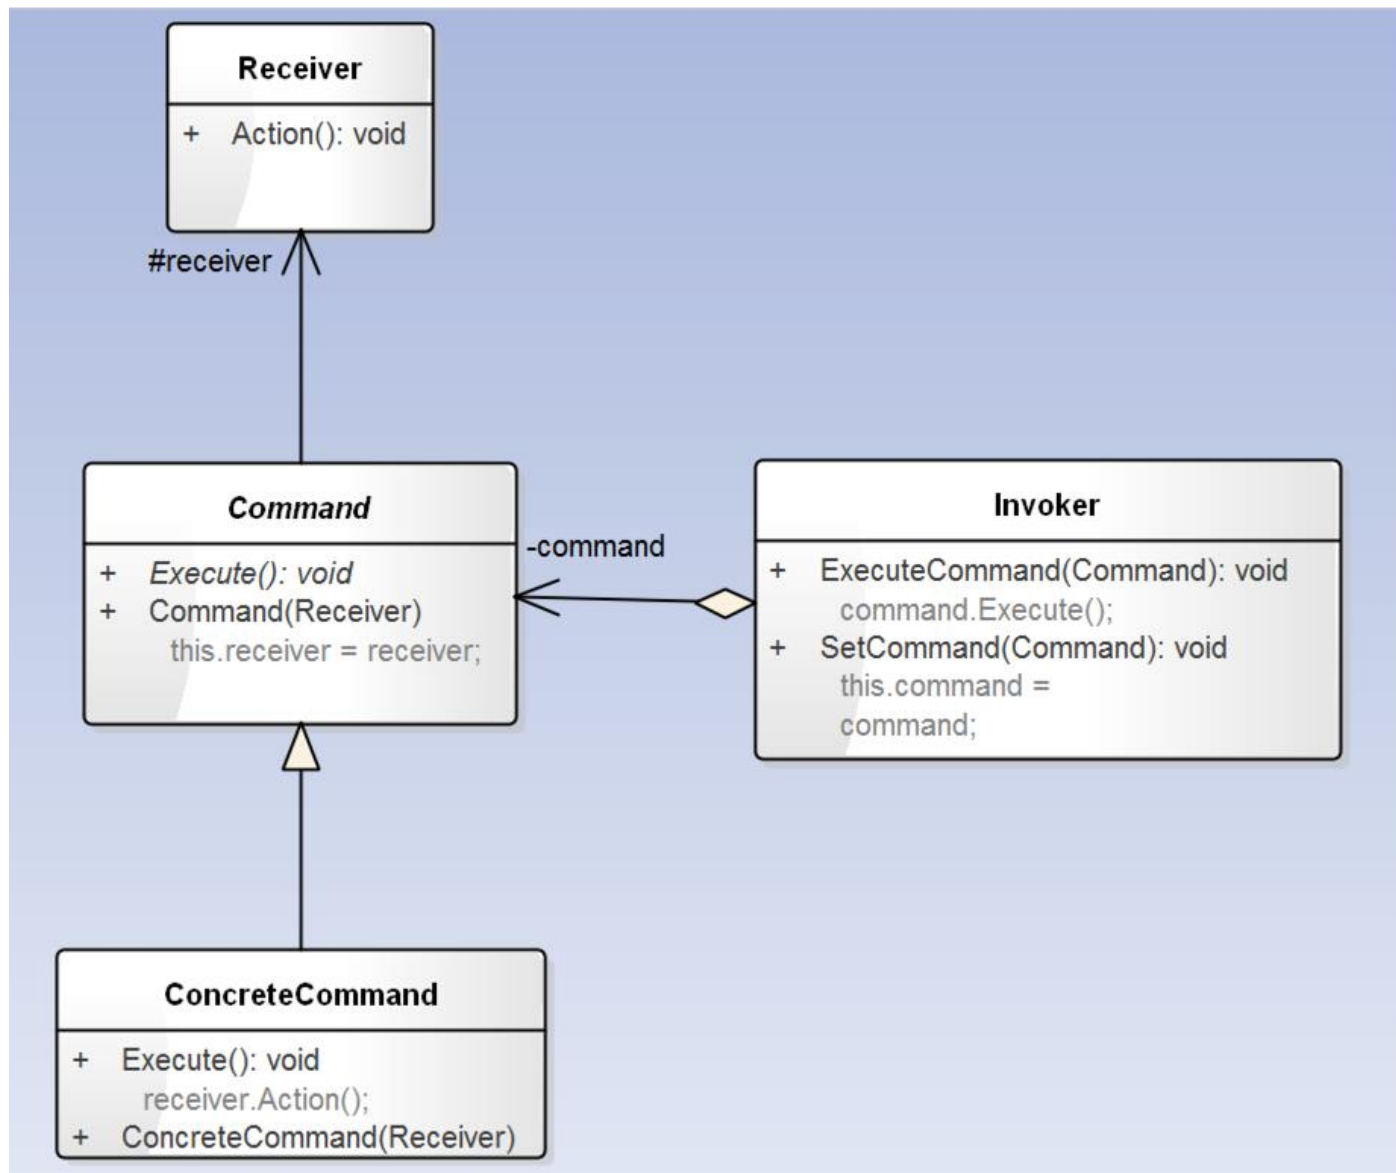 Receiver
+ Action(): void
#receiver
Command
+ Execute(): void
+ Command(Receiver)
this.receiver = receiver;
-command
Invoker
+ ExecuteCommand(Command): void
command.Execute();
+ SetCommand(Command): void
this.command =
command;
ConcreteCommand
+ Execute(): void
receiver.Action();
+ ConcreteCommand(Receiver)